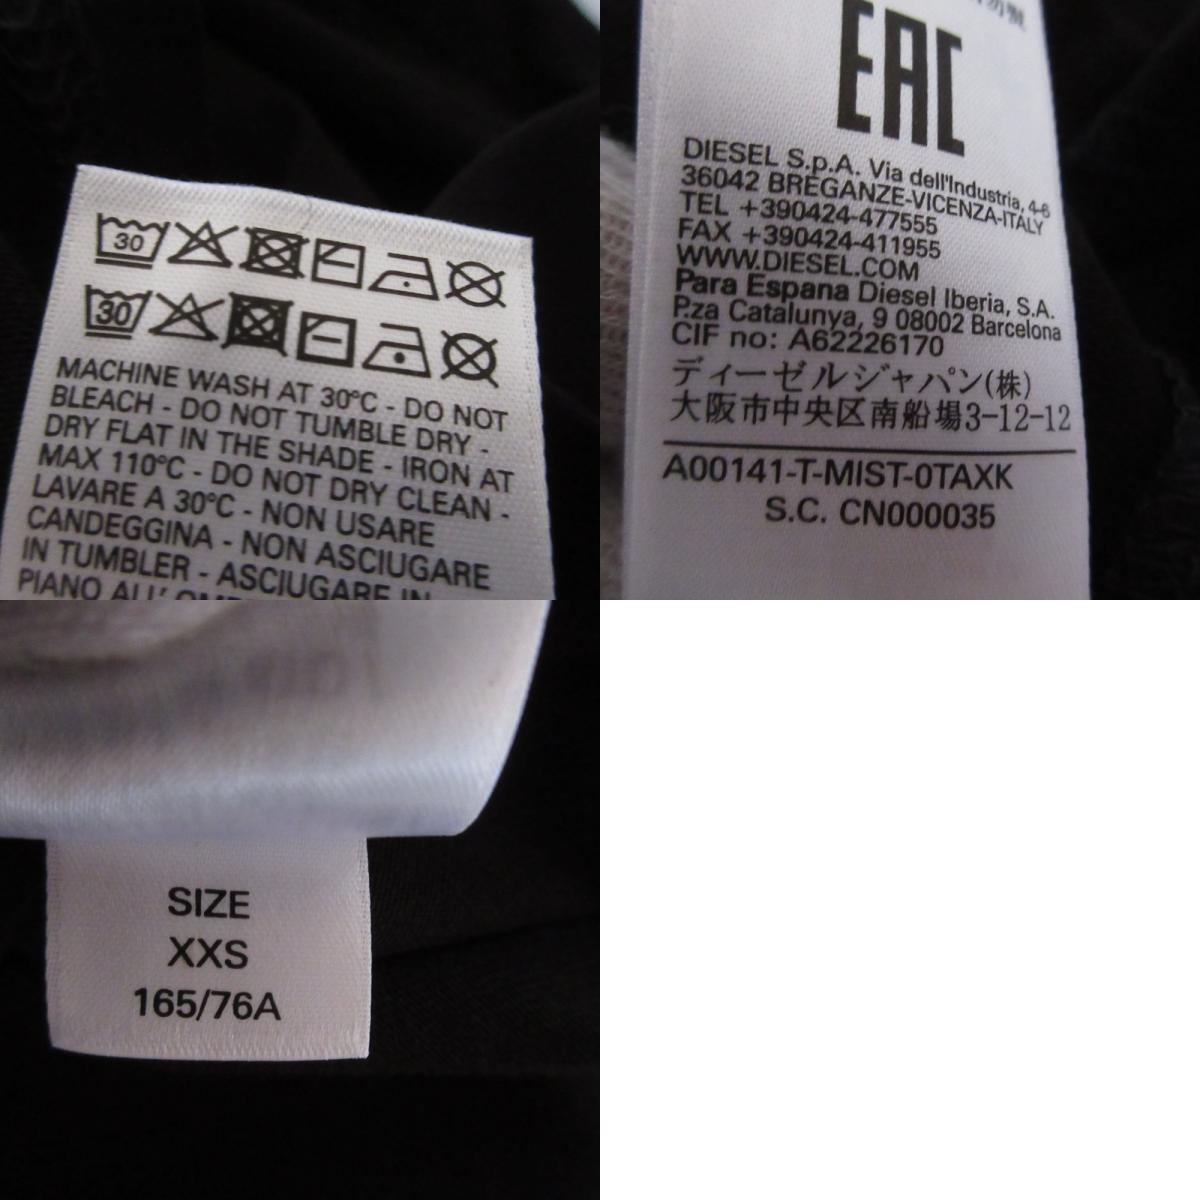 30
30
MACHINE WASH AT 30°C - DO NOT
BLEACH - DO NOT TUMBLE DRY -
DRY FLAT IN THE SHADE - IRON AT
MAX 110°C - DO NOT DRY CLEAN -
LAVARE A 30°C - NON USARE
CANDEGGINA - NON ASCIUGARE
IN TUMBLER - ASCIUGARE IN
PIANO ALL'
EAC
DIESEL S.p.A. Via dell'Industria, 4-6
36042 BREGANZE-VICENZA-ITALY
TEL +390424-477555
FAX +390424-411955
WWW.DIESEL.COM
Para Espana Diesel Iberia, S.A.
P.za Catalunya, 9 08002 Barcelona
CIF no: A62226170
ディーゼルジャパン(株)
大阪市中央区南船場3-12-12
A00141-T-MIST-0TAXK
S.C. CN000035
SIZE
XXS
165/76A